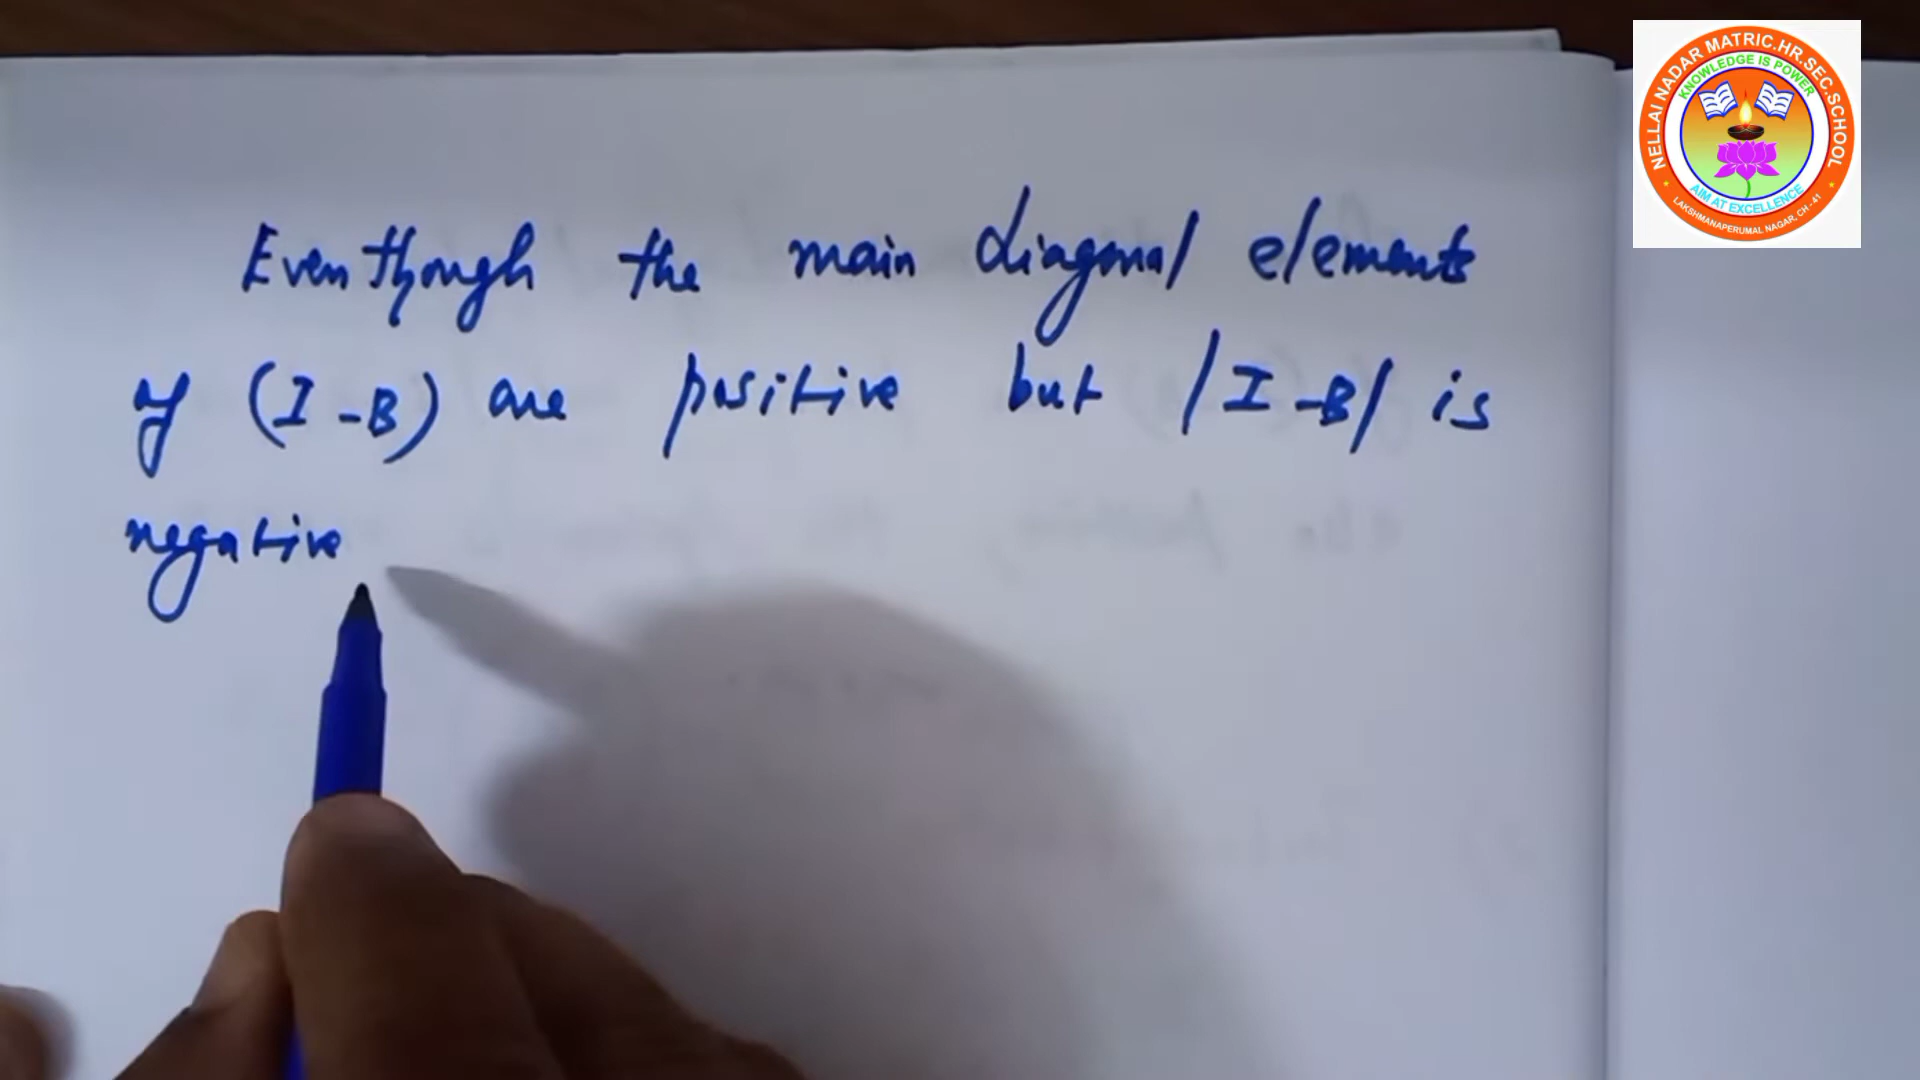 Eventhough the main diagonal elements
of (I-B) are positive but |I-B| is
negative
NELLAI NADAR MATRIC.HR.SEC.SCHOOL
KNOWLEDGE IS POWER
AIM AT EXCELLENCE
LAKSHMANAPERUMAL NAGAR, CH - 41